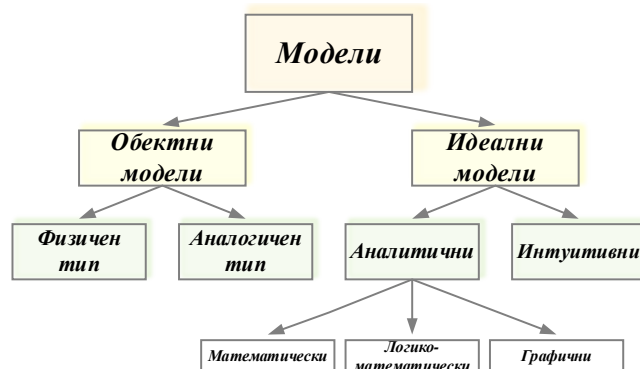 Модели
Обектни
модели
Идеални
модели
Физичен
тип
Аналогичен
тип
Аналитични
Интуитивни
Математически
Логико-
математически
Графични